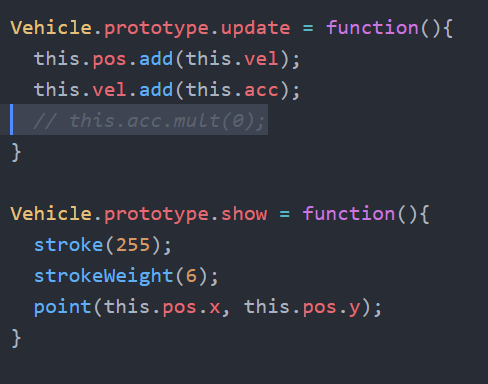 Vehicle.prototype.update = function(){
  this.pos.add(this.vel);
  this.vel.add(this.acc);
  // this.acc.mult(0);
}
Vehicle.prototype.show = function(){
  stroke(255);
  strokeWeight(6);
  point(this.pos.x, this.pos.y);
}